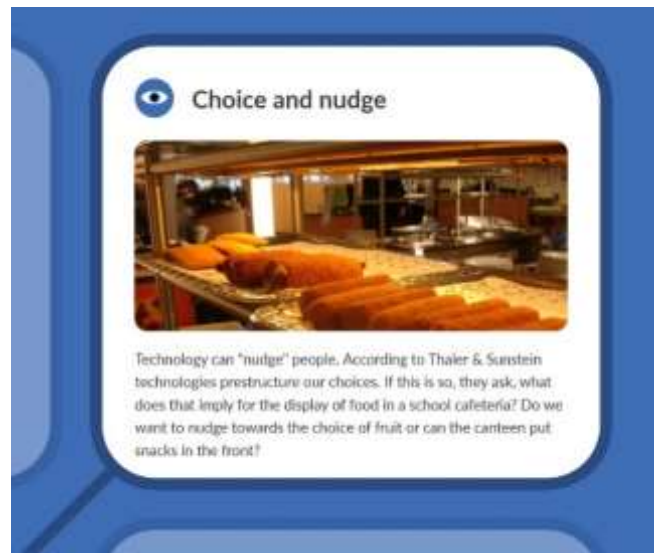 Choice and nudge
Technology can "nudge" people. According to Thaler & Sunstein
technologies prestructure our choices. If this is so, they ask, what
does that imply for the display of food in a school cafeteria? Do we
want to nudge towards the choice of fruit or can the canteen put
snacks in the front?